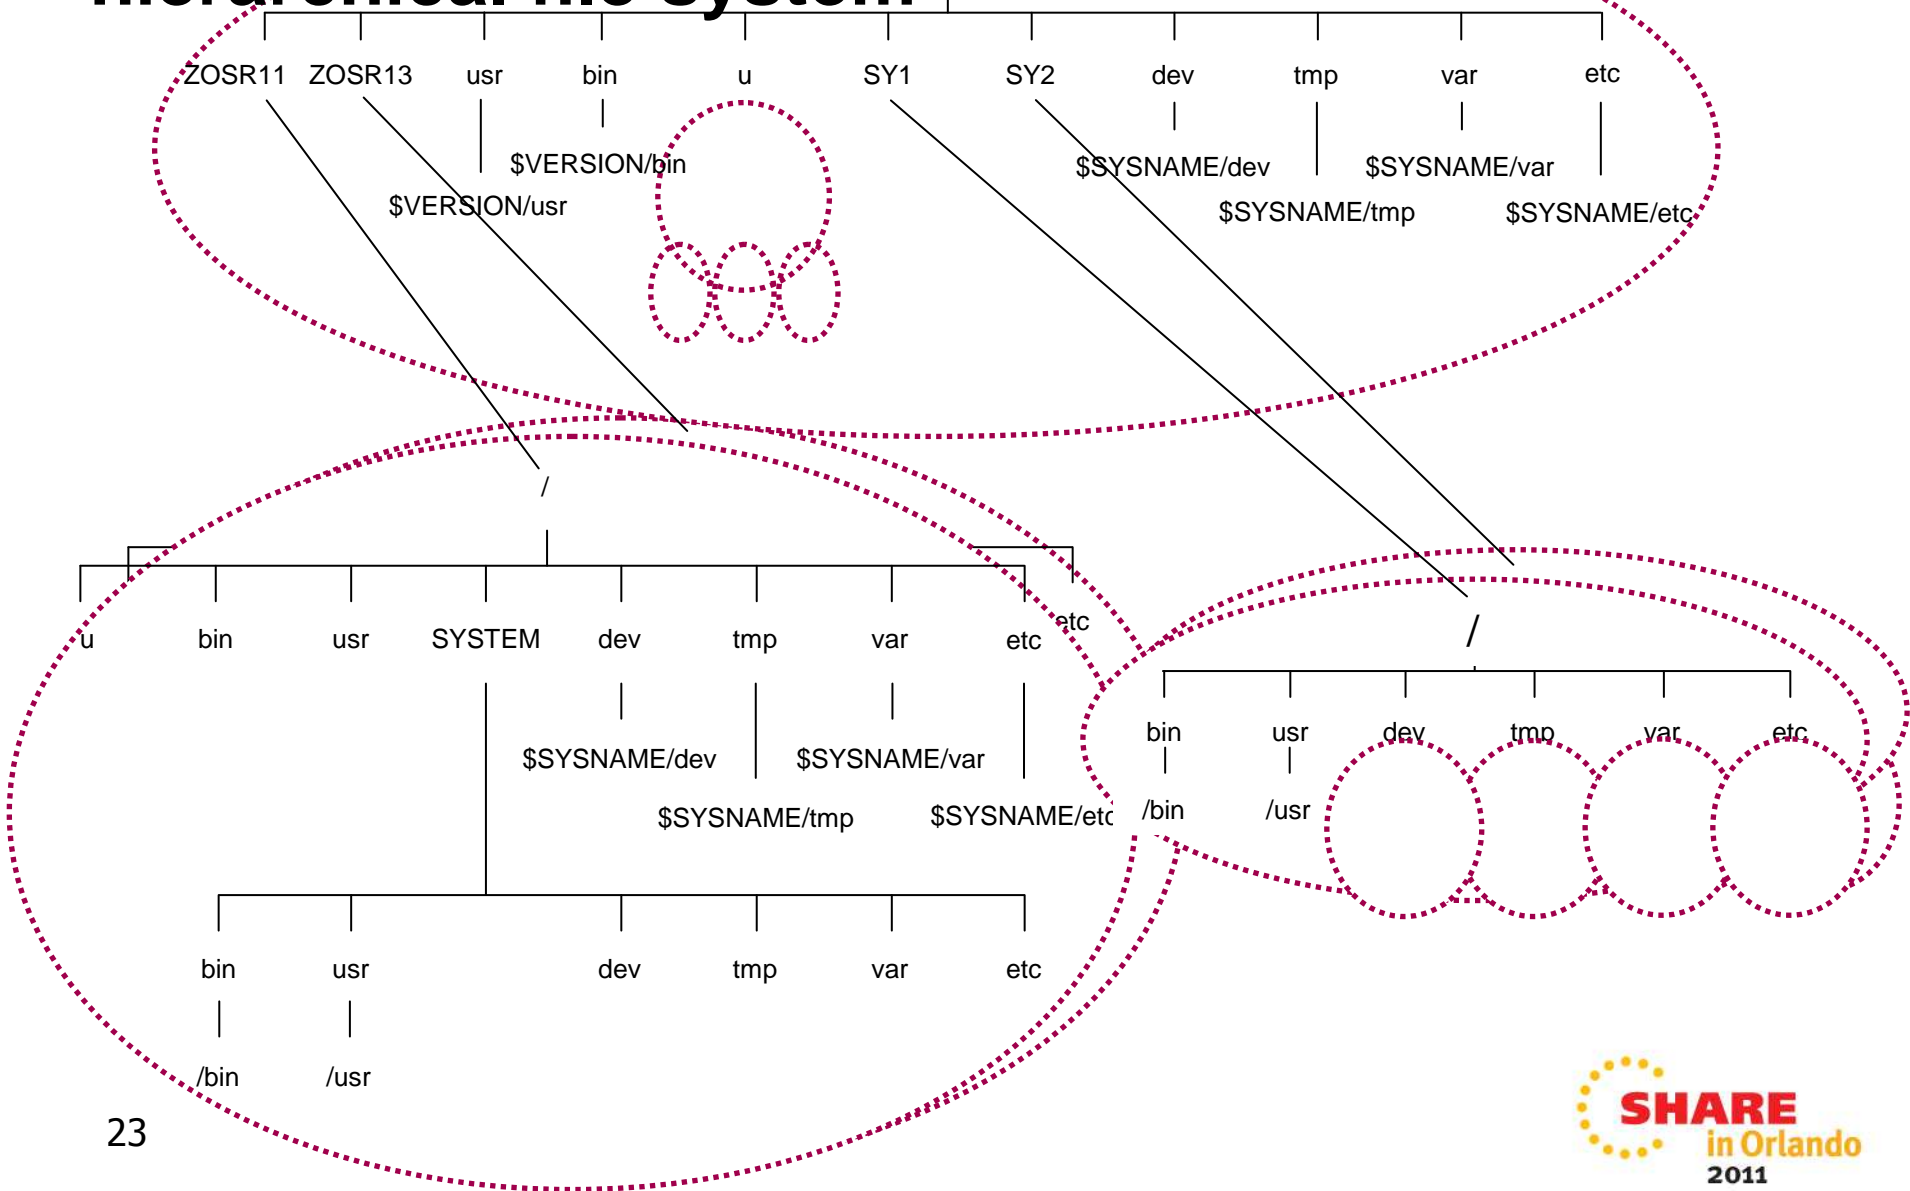 hierarchical file system
ZOSR11 ZOSR13 usr bin u SY1 SY2 dev tmp var etc
$VERSION/bin $SYSNAME/dev $SYSNAME/var
$VERSION/usr $SYSNAME/tmp $SYSNAME/etc
/
etc
u bin usr SYSTEM dev tmp var etc
/
bin usr dev tmp var etc
$SYSNAME/dev $SYSNAME/var
$SYSNAME/tmp $SYSNAME/etc
/bin /usr
bin usr dev tmp var etc
/bin /usr
23
SHARE
in Orlando
2011